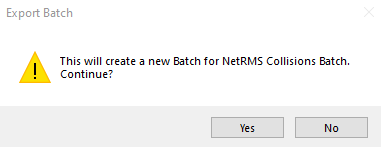 Export Batch
This will create a new Batch for NetRMS Collisions Batch.
Continue?
Yes
No